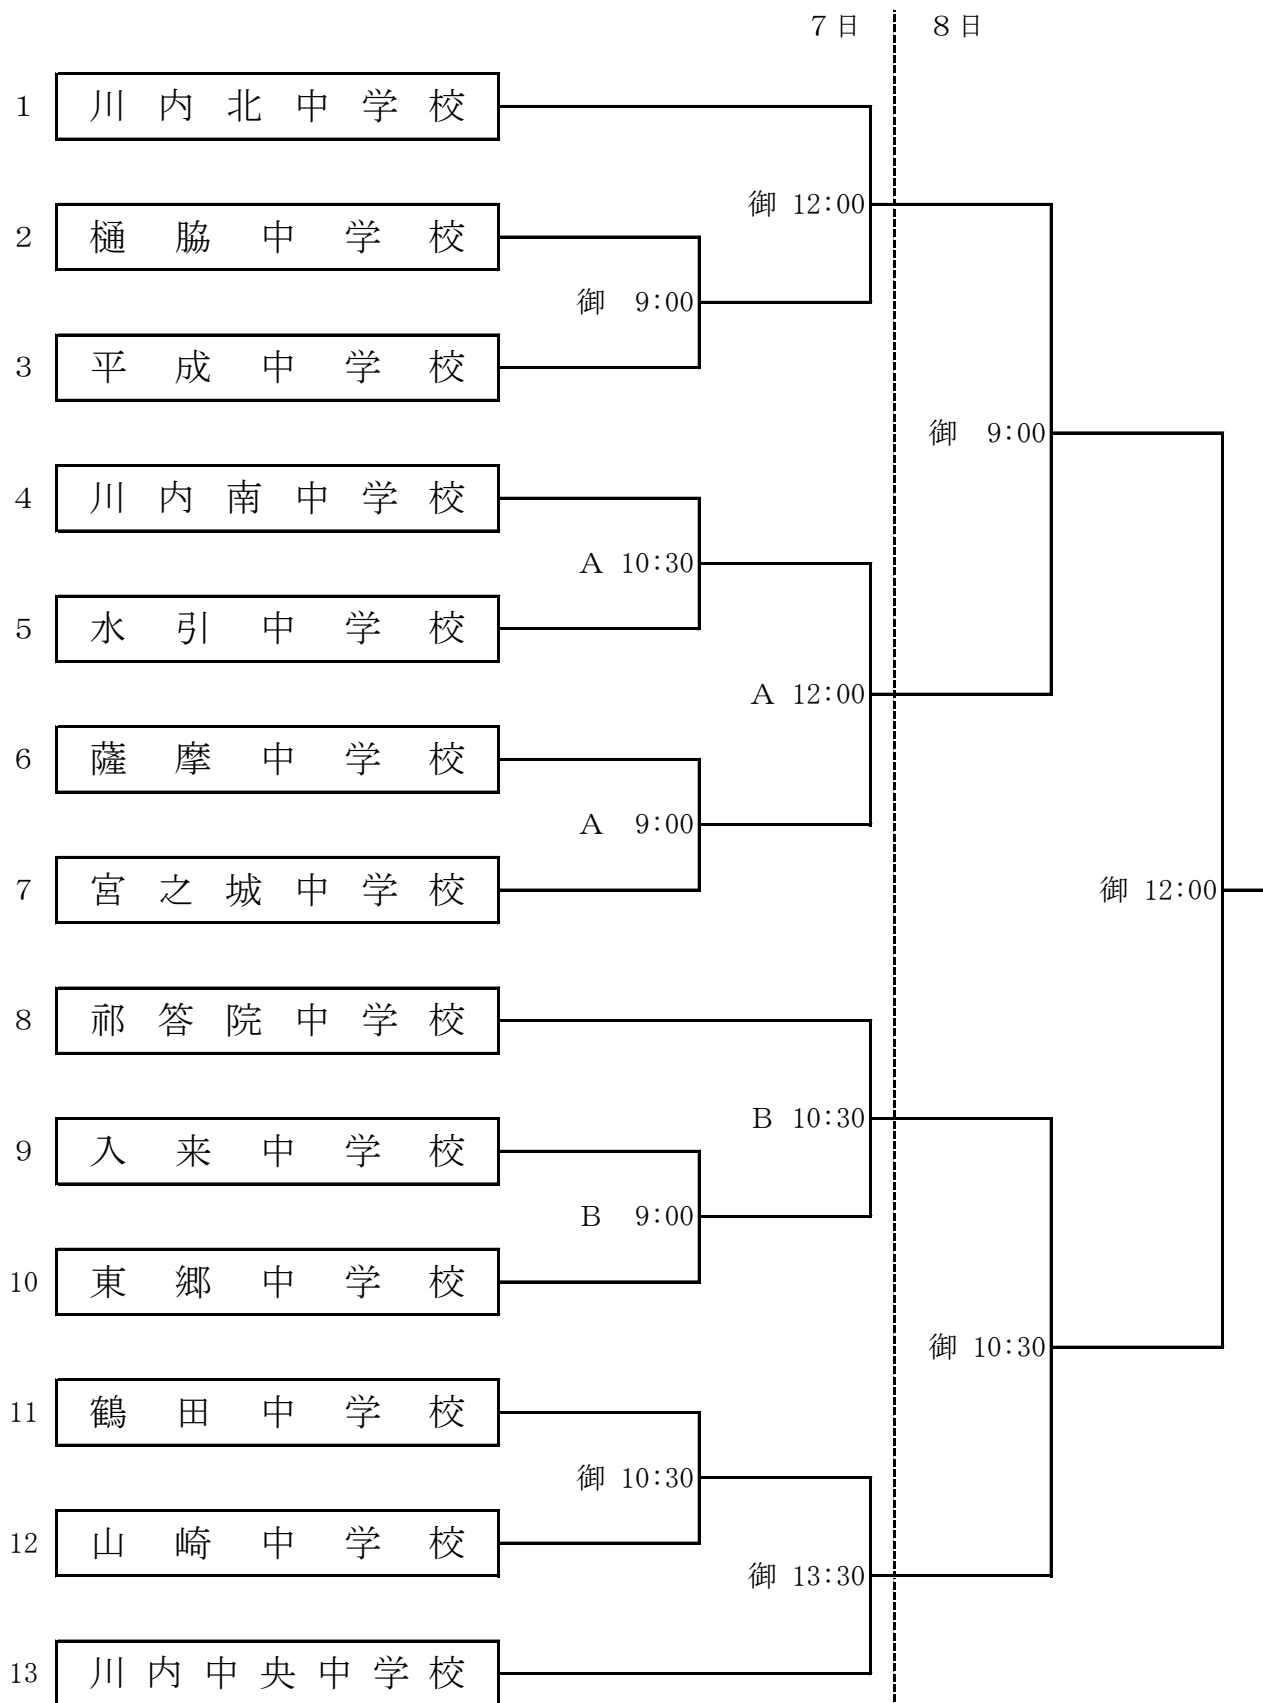 7日 8日
1 川内北中学校
御 12:00
2 樋脇中学校
御 9:00
3 平成中学校
御 9:00
4 川内南中学校
A 10:30
5 水引中学校
A 12:00
6 薩摩中学校
A 9:00
7 宮之城中学校
御 12:00
8 祁答院中学校
B 10:30
9 入来中学校
B 9:00
10 東郷中学校
御 10:30
11 鶴田中学校
御 10:30
12 山崎中学校
御 13:30
13 川内中央中学校